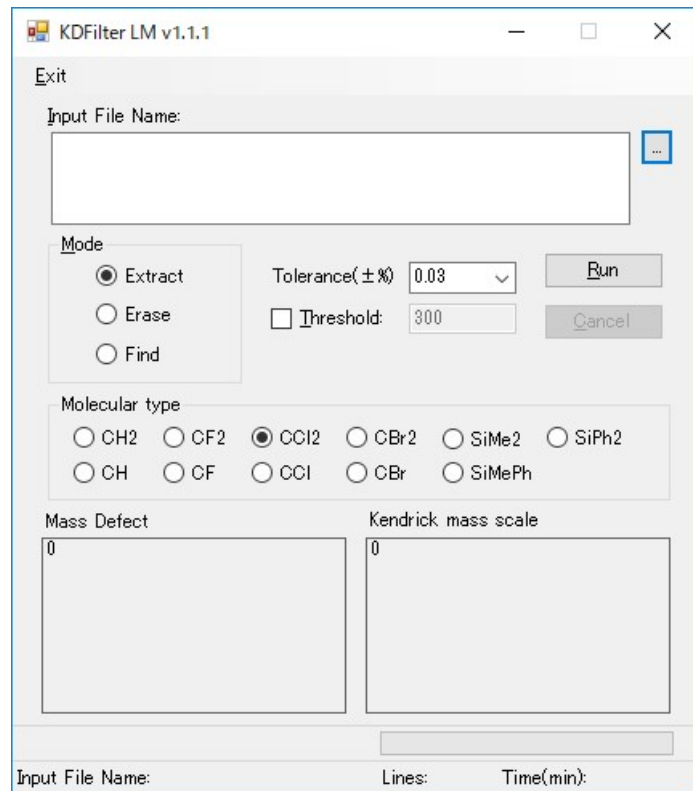 KDFilter LM v1.1.1
Exit
Input File Name:
...
Mode
Extract
Erase
Find
Tolerance(±%) 0.03
Threshold: 300
Run
Cancel
Molecular type
CH2 CF2 CCl2 CBr2 SiMe2 SiPh2
CH CF CCl CBr SiMePh
Mass Defect
0
Kendrick mass scale
0
Input File Name: Lines: Time(min):